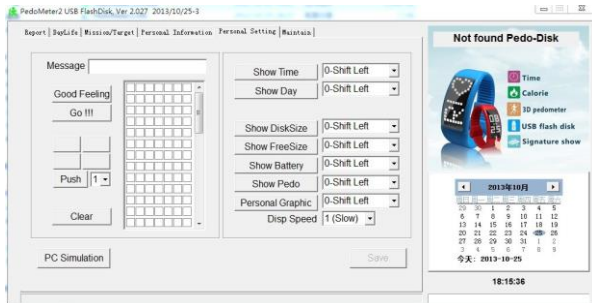 PedoMeter2 USB FlashDisk, Ver 2.027 2013/10/25-3
Report | DayLife | Mission/Target | Personal Information Personal Setting | Maintain |
Message
Good Feeling
Go !!!
Push 1
Clear
PC Simulation
Show Time 0-Shift Left
Show Day 0-Shift Left
Show DiskSize 0-Shift Left
Show FreeSize 0-Shift Left
Show Battery 0-Shift Left
Show Pedo 0-Shift Left
Personal Graphic 0-Shift Left
Disp Speed 1 (Slow)
Save
Not found Pedo-Disk
Time
Calorie
3D pedometer
USB flash disk
Signature show
2013年10月
29 30 1 2 3 4 5
6 7 8 9 10 11 12
13 14 15 16 17 18 19
20 21 22 23 24 25 26
27 28 29 30 31 1 2
3 4 5 6 7 8 9
今天: 2013-10-25
18:15:36